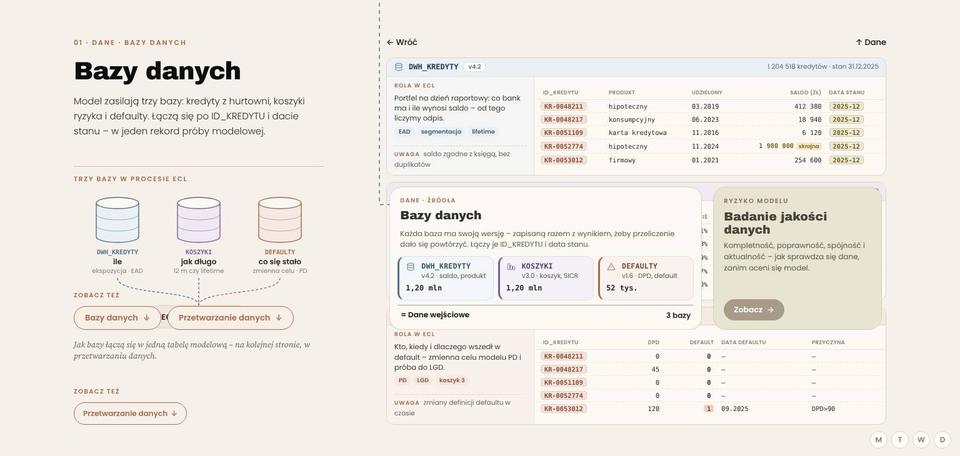 01 · DANE · BAZY DANYCH
Bazy danych
Model zasilają trzy bazy: kredyty z hurtowni, koszyki
ryzyka i defaulty. Łączą się po ID_KREDYTU i dacie
stanu – w jeden rekord próby modelowej.
TRZY BAZY W PROCESIE ECL
DWH_KREDYTY
ile
ekspozycja · EAD
KOSZYKI
jak długo
12 m czy lifetime
DEFAULTY
co się stało
zmienna celu · PD
ZOBACZ TEŻ
Bazy danych ↓
Przetwarzanie danych ↓
Jak bazy łączą się w jedną tabelę modelową – na kolejnej stronie, w
przetwarzaniu danych.
ZOBACZ TEŻ
Przetwarzanie danych ↓
← Wróć
↑ Dane
DWH_KREDYTY v4.2
1 204 518 kredytów · stan 31.12.2025
ROLA W ECL
Portfel na dzień raportowy: co bank
ma i ile wynosi saldo – od tego
liczymy odpis.
EAD segmentacja lifetime
UWAGA saldo zgodne z księgą, bez
duplikatów
ID_KREDYTU PRODUKT UDZIELONY SALDO (ZŁ) DATA STANU
KR-0048211 hipoteczny 03.2019 412 380 2025-12
KR-0048217 konsumpcyjny 06.2023 18 940 2025-12
KR-0051109 karta kredytowa 11.2016 6 120 2025-12
KR-0052774 hipoteczny 11.2024 1 980 000 skrajna 2025-12
KR-0053012 firmowy 01.2021 254 600 2025-12
DANE · ŹRÓDŁA
Bazy danych
Każda baza ma swoją wersję – zapisaną razem z wynikiem, żeby przeliczenie
dało się powtórzyć. Łączy je ID_KREDYTU i data stanu.
DWH_KREDYTY
v4.2 · saldo, produkt
1,20 mln
KOSZYKI
v3.0 · koszyk, SICR
1,20 mln
DEFAULTY
v1.6 · DPD, default
52 tys.
= Dane wejściowe
3 bazy
RYZYKO MODELU
Badanie jakości
danych
Kompletność, poprawność, spójność i
aktualność – jak sprawdza się dane,
zanim oceni się model.
Zobacz →
ROLA W ECL
Kto, kiedy i dlaczego wszedł w
default – zmienna celu modelu PD i
próba do LGD.
PD LGD koszyk 3
UWAGA zmiany definicji defaultu w
czasie
ID_KREDYTU DPD DEFAULT DATA DEFAULTU PRZYCZYNA
KR-0048211 0 0 – –
KR-0048217 45 0 – –
KR-0051109 0 0 – –
KR-0052774 0 0 – –
KR-0053012 120 1 09.2025 DPD>90
M T W D